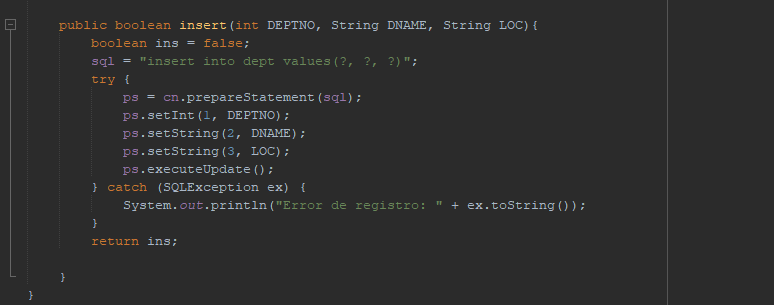 public boolean insert(int DEPTNO, String DNAME, String LOC){
boolean ins = false;
sql = "insert into dept values(?, ?, ?)";
try {
ps = cn.prepareStatement(sql);
ps.setInt(1, DEPTNO);
ps.setString(2, DNAME);
ps.setString(3, LOC);
ps.executeUpdate();
} catch (SQLException ex) {
System.out.println("Error de registro: " + ex.toString());
}
return ins;
}
}